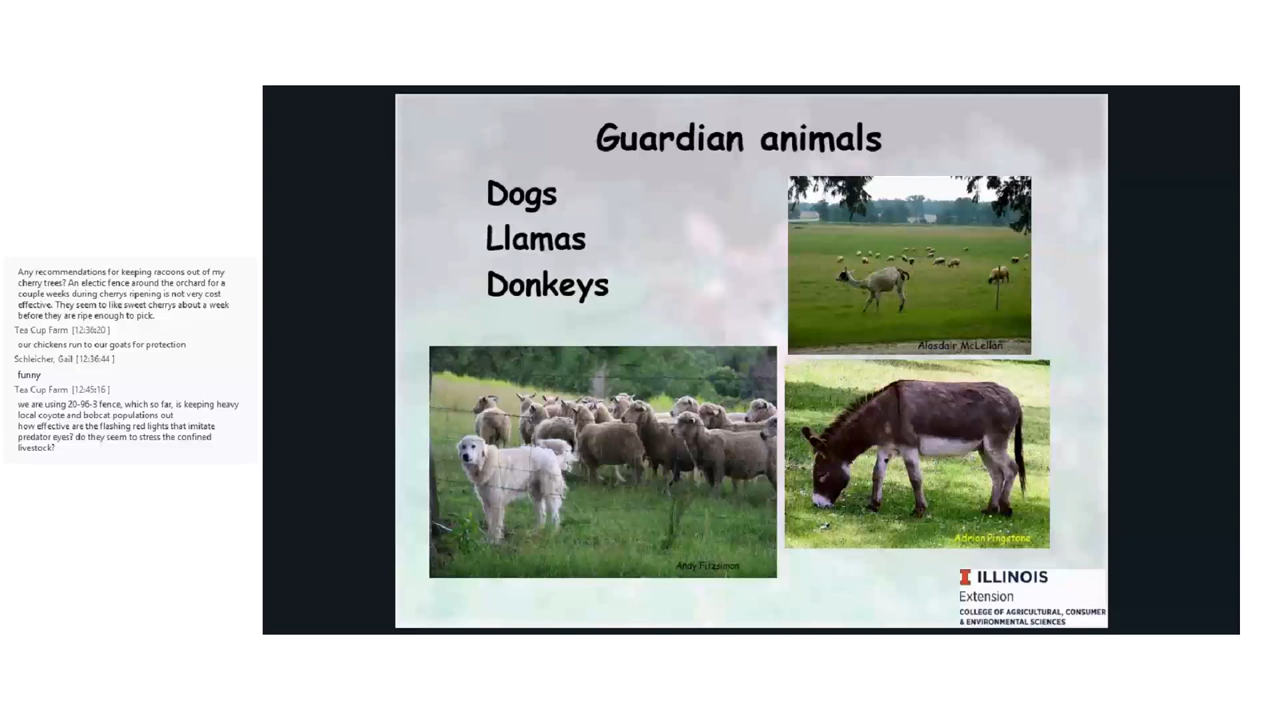 Any recommendations for keeping racoons out of my
cherry trees? An electic fence around the orchard for a
couple weeks during cherrys ripening is not very cost
effective. They seem to like sweet cherrys about a week
before they are ripe enough to pick.
Tea Cup Farm [12:36:20 ]
our chickens run to our goats for protection
Schleicher, Gail [12:36:44 ]
funny
Tea Cup Farm [12:45:16 ]
we are using 20-96-3 fence, which so far, is keeping heavy
local coyote and bobcat populations out
how effective are the flashing red lights that imitate
predator eyes? do they seem to stress the confined
livestock?
Guardian animals
Dogs
Llamas
Donkeys
Alasdair McLellan
Andy Fitzsimon
Adrian Pingstone
I ILLINOIS
Extension
COLLEGE OF AGRICULTURAL, CONSUMER
& ENVIRONMENTAL SCIENCES